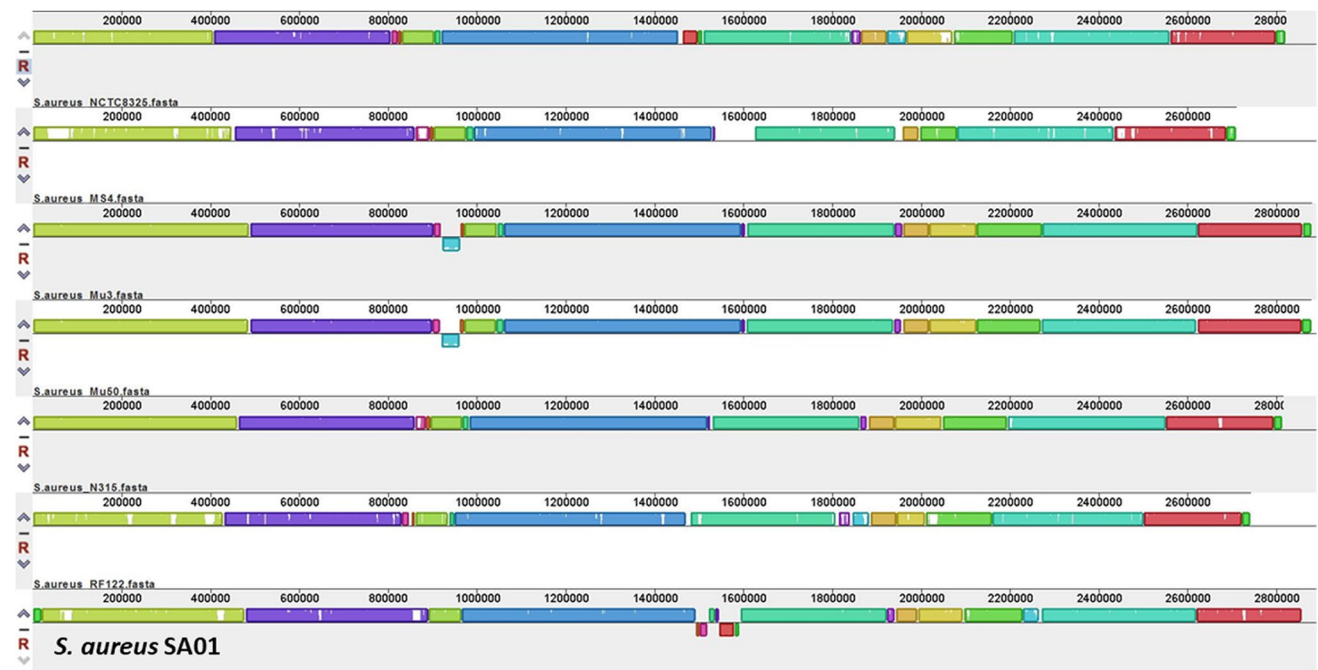 200000 400000 600000 800000 1000000 1200000 1400000 1600000 1800000 2000000 2200000 2400000 2600000 28000
R
S.aureus_NCTC8325.fasta
200000 400000 600000 800000 1000000 1200000 1400000 1600000 1800000 2000000 2200000 2400000 2600000
R
S.aureus_MS4.fasta
200000 400000 600000 800000 1000000 1200000 1400000 1600000 1800000 2000000 2200000 2400000 2600000 2800000
R
S.aureus_Mu3.fasta
200000 400000 600000 800000 1000000 1200000 1400000 1600000 1800000 2000000 2200000 2400000 2600000 2800000
R
S.aureus_Mu50.fasta
200000 400000 600000 800000 1000000 1200000 1400000 1600000 1800000 2000000 2200000 2400000 2600000 28000
R
S.aureus_N315.fasta
200000 400000 600000 800000 1000000 1200000 1400000 1600000 1800000 2000000 2200000 2400000 2600000
R
S.aureus_RF122.fasta
200000 400000 600000 800000 1000000 1200000 1400000 1600000 1800000 2000000 2200000 2400000 2600000 2800000
R
S. aureus SA01